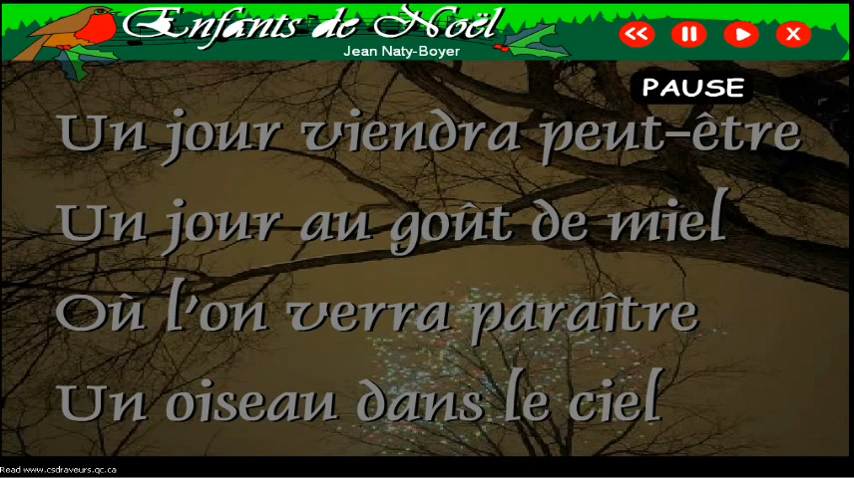 Enfants de Noël
Jean Naty-Boyer
PAUSE
Un jour viendra peut-être
Un jour au goût de miel
Où l'on verra paraître
Un oiseau dans le ciel
Read www.csdraveurs.qc.ca